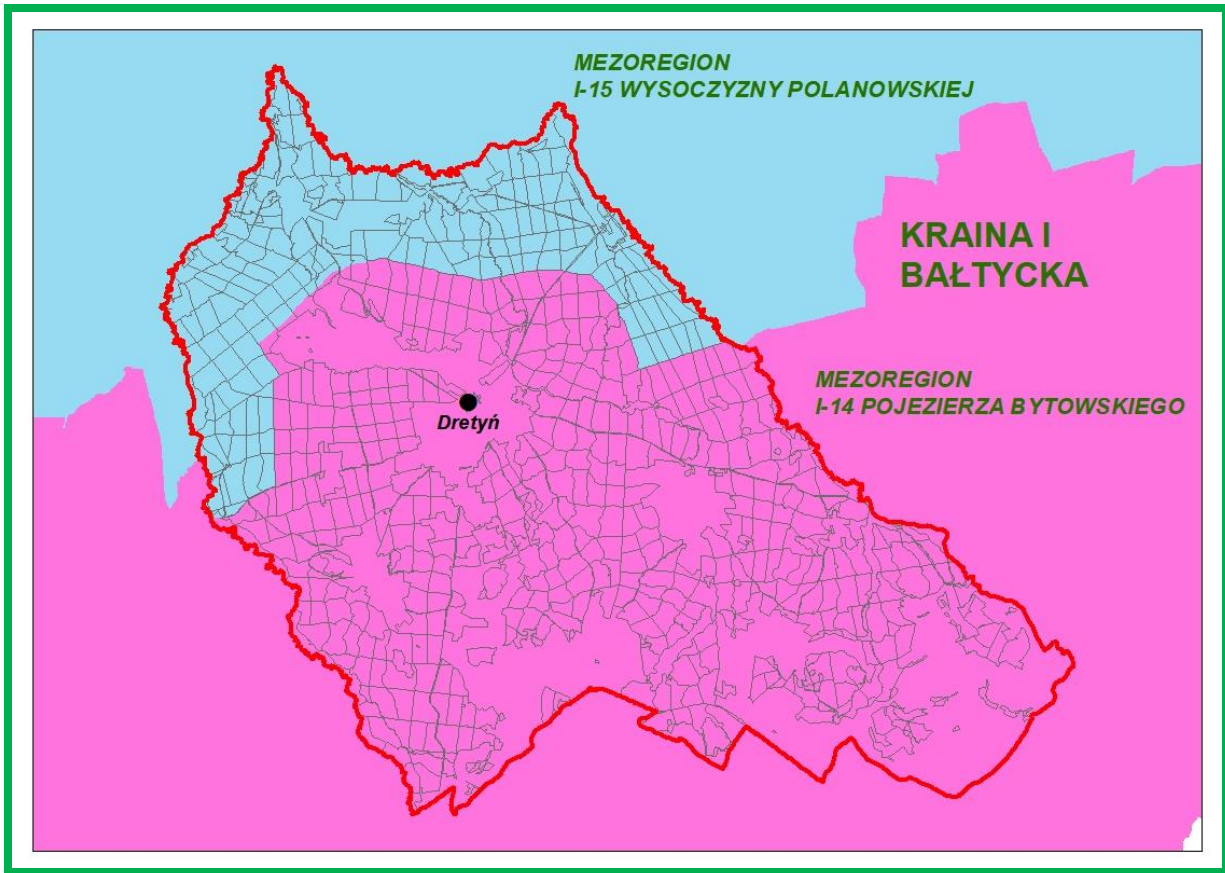 MEZOREGION
I-15 WYSOCZYZNY POLANOWSKIEJ
KRAINA I
BAŁTYCKA
MEZOREGION
I-14 POJEZIERZA BYTOWSKIEGO
Dretyń